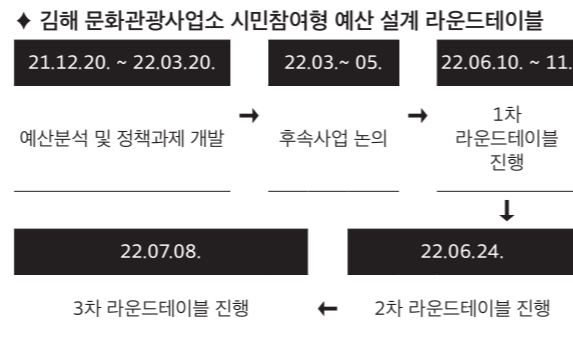 ♦ 김해 문화관광사업소 시민참여형 예산 설계 라운드테이블
21.12.20. ~ 22.03.20.
예산분석 및 정책과제 개발
➞
22.03.~ 05.
후속사업 논의
➞
22.06.10. ~ 11.
1차
라운드테이블
진행
↓
22.06.24.
2차 라운드테이블 진행
←
22.07.08.
3차 라운드테이블 진행